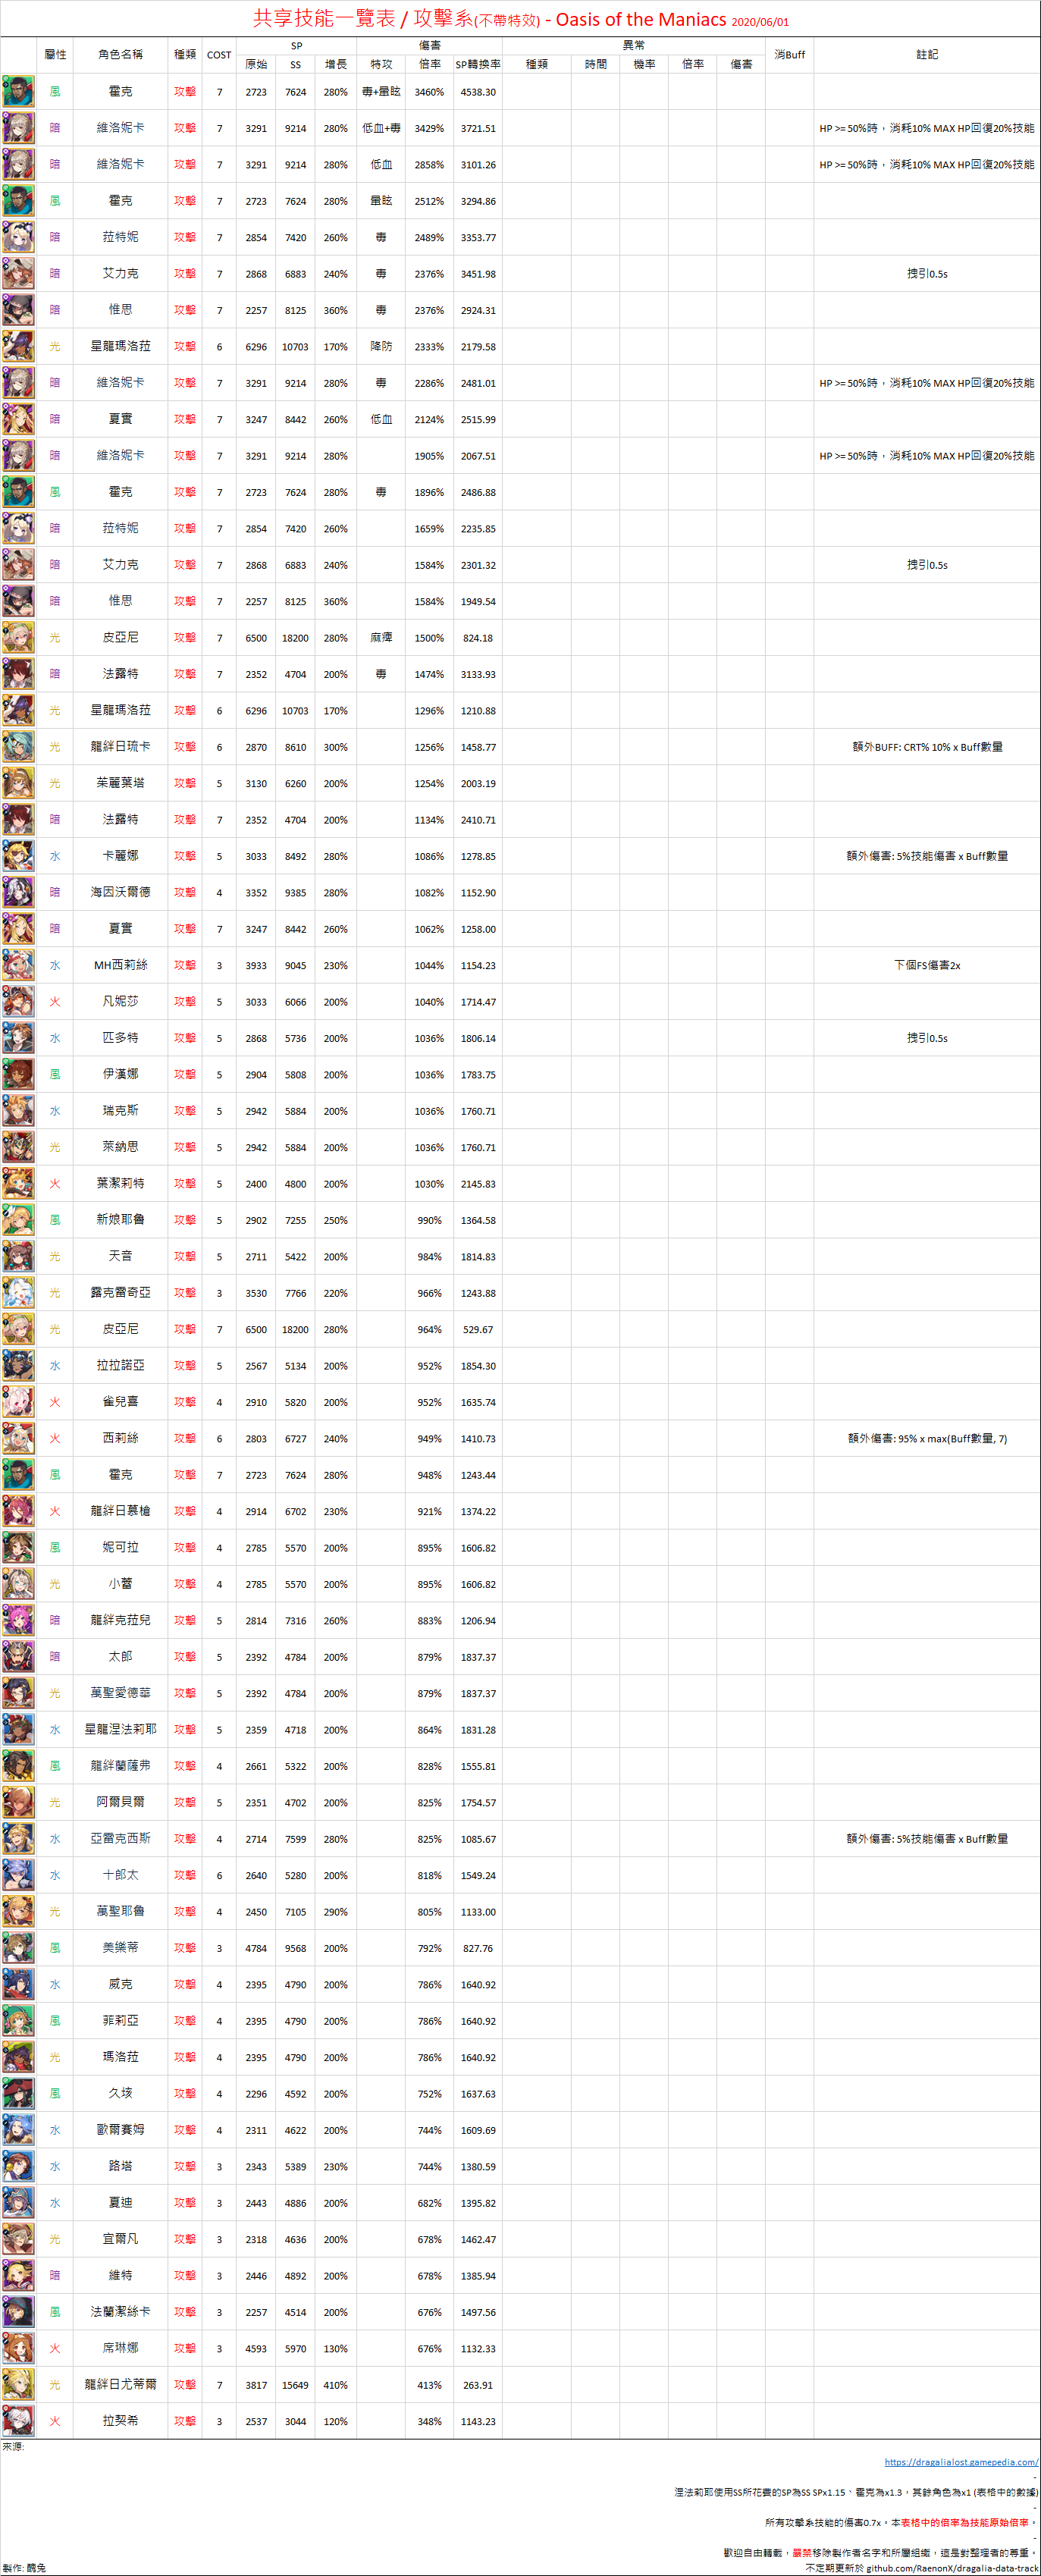 共享技能一覽表 / 攻擊系(不帶特效) - Oasis of the Maniacs 2020/06/01
屬性 角色名稱 種類 COST SP 傷害 異常 消Buff 註記
原始 SS 增長 特攻 倍率 SP轉換率 種類 時間 機率 倍率 傷害
風 霍克 攻擊 7 2723 7624 280% 毒+暈眩 3460% 4538.30
暗 維洛妮卡 攻擊 7 3291 9214 280% 低血+毒 3429% 3721.51 HP >= 50%時，消耗10% MAX HP回復20%技能
暗 維洛妮卡 攻擊 7 3291 9214 280% 低血 2858% 3101.26 HP >= 50%時，消耗10% MAX HP回復20%技能
風 霍克 攻擊 7 2723 7624 280% 暈眩 2512% 3294.86
暗 菈特妮 攻擊 7 2854 7420 260% 毒 2489% 3353.77
暗 艾力克 攻擊 7 2868 6883 240% 毒 2376% 3451.98 拽引0.5s
暗 惟思 攻擊 7 2257 8125 360% 毒 2376% 2924.31
光 星龍瑪洛菈 攻擊 6 6296 10703 170% 降防 2333% 2179.58
暗 維洛妮卡 攻擊 7 3291 9214 280% 毒 2286% 2481.01 HP >= 50%時，消耗10% MAX HP回復20%技能
暗 夏實 攻擊 7 3247 8442 260% 低血 2124% 2515.99
暗 維洛妮卡 攻擊 7 3291 9214 280% 1905% 2067.51 HP >= 50%時，消耗10% MAX HP回復20%技能
風 霍克 攻擊 7 2723 7624 280% 毒 1896% 2486.88
暗 菈特妮 攻擊 7 2854 7420 260% 1659% 2235.85
暗 艾力克 攻擊 7 2868 6883 240% 1584% 2301.32 拽引0.5s
暗 惟思 攻擊 7 2257 8125 360% 1584% 1949.54
光 皮亞尼 攻擊 7 6500 18200 280% 麻痺 1500% 824.18
暗 法露特 攻擊 7 2352 4704 200% 毒 1474% 3133.93
光 星龍瑪洛菈 攻擊 6 6296 10703 170% 1296% 1210.88
光 龍絆日琉卡 攻擊 6 2870 8610 300% 1256% 1458.77 額外BUFF: CRT% 10% x Buff數量
光 茱麗葉塔 攻擊 5 3130 6260 200% 1254% 2003.19
暗 法露特 攻擊 7 2352 4704 200% 1134% 2410.71
水 卡麗娜 攻擊 5 3033 8492 280% 1086% 1278.85 額外傷害: 5%技能傷害 x Buff數量
暗 海因沃爾德 攻擊 4 3352 9385 280% 1082% 1152.90
暗 夏實 攻擊 7 3247 8442 260% 1062% 1258.00
水 MH西莉絲 攻擊 3 3933 9045 230% 1044% 1154.23 下個FS傷害2x
火 凡妮莎 攻擊 5 3033 6066 200% 1040% 1714.47
水 匹多特 攻擊 5 2868 5736 200% 1036% 1806.14 拽引0.5s
風 伊漢娜 攻擊 5 2904 5808 200% 1036% 1783.75
水 瑞克斯 攻擊 5 2942 5884 200% 1036% 1760.71
光 萊納思 攻擊 5 2942 5884 200% 1036% 1760.71
火 葉潔莉特 攻擊 5 2400 4800 200% 1030% 2145.83
風 新娘耶魯 攻擊 5 2902 7255 250% 990% 1364.58
光 天音 攻擊 5 2711 5422 200% 984% 1814.83
光 露克雷奇亞 攻擊 3 3530 7766 220% 966% 1243.88
光 皮亞尼 攻擊 7 6500 18200 280% 964% 529.67
水 拉拉諾亞 攻擊 5 2567 5134 200% 952% 1854.30
火 雀兒喜 攻擊 4 2910 5820 200% 952% 1635.74
火 西莉絲 攻擊 6 2803 6727 240% 949% 1410.73 額外傷害: 95% x max(Buff數量, 7)
風 霍克 攻擊 7 2723 7624 280% 948% 1243.44
火 龍絆日慕槍 攻擊 4 2914 6702 230% 921% 1374.22
風 妮可拉 攻擊 4 2785 5570 200% 895% 1606.82
光 小蕾 攻擊 4 2785 5570 200% 895% 1606.82
暗 龍絆克菈兒 攻擊 5 2814 7316 260% 883% 1206.94
暗 太郎 攻擊 5 2392 4784 200% 879% 1837.37
光 萬聖愛德華 攻擊 5 2392 4784 200% 879% 1837.37
水 星龍涅法莉耶 攻擊 5 2359 4718 200% 864% 1831.28
風 龍絆蘭薩弗 攻擊 4 2661 5322 200% 828% 1555.81
光 阿爾貝爾 攻擊 5 2351 4702 200% 825% 1754.57
水 亞雷克西斯 攻擊 4 2714 7599 280% 825% 1085.67 額外傷害: 5%技能傷害 x Buff數量
水 十郎太 攻擊 6 2640 5280 200% 818% 1549.24
光 萬聖耶魯 攻擊 4 2450 7105 290% 805% 1133.00
風 美樂蒂 攻擊 3 4784 9568 200% 792% 827.76
水 威克 攻擊 4 2395 4790 200% 786% 1640.92
風 菲莉亞 攻擊 4 2395 4790 200% 786% 1640.92
光 瑪洛菈 攻擊 4 2395 4790 200% 786% 1640.92
風 久垓 攻擊 4 2296 4592 200% 752% 1637.63
水 歐爾賽姆 攻擊 4 2311 4622 200% 744% 1609.69
水 路塔 攻擊 3 2343 5389 230% 744% 1380.59
水 夏迪 攻擊 3 2443 4886 200% 682% 1395.82
光 宜爾凡 攻擊 3 2318 4636 200% 678% 1462.47
暗 維特 攻擊 3 2446 4892 200% 678% 1385.94
風 法蘭潔絲卡 攻擊 3 2257 4514 200% 676% 1497.56
火 席琳娜 攻擊 3 4593 5970 130% 676% 1132.33
光 龍絆日尤蒂爾 攻擊 7 3817 15649 410% 413% 263.91
火 拉契希 攻擊 3 2537 3044 120% 348% 1143.23
來源:
https://dragalialost.gamepedia.com/
-
涅法莉耶使用SS所花費的SP為SS SPx1.15、霍克為x1.3，其餘角色為x1 (表格中的數據)
-
所有攻擊系技能的傷害0.7x。本表格中的倍率為技能原始倍率。
-
歡迎自由轉載，嚴禁移除製作者名字和所屬組織，這是對整理者的尊重。
製作: 醜兔 不定期更新於 github.com/RaenonX/dragalia-data-track